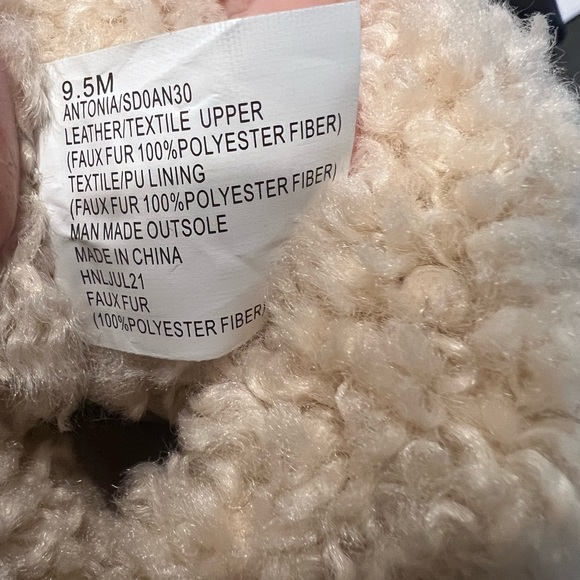 9.5M
ANTONIA/SD0AN30
LEATHER/TEXTILE UPPER
(FAUX FUR 100%POLYESTER FIBER)
TEXTILE/PU LINING
(FAUX FUR 100%POLYESTER FIBER)
MAN MADE OUTSOLE
MADE IN CHINA
HNLJUL21
FAUX FUR
(100%POLYESTER FIBER)